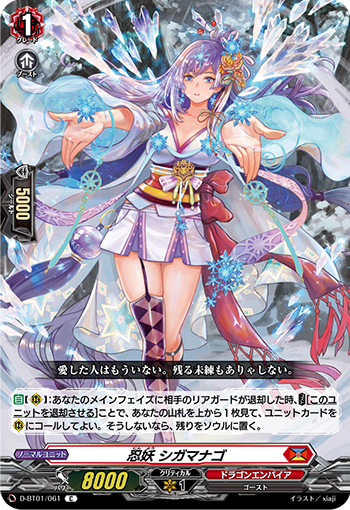 1
グレード
ブースト
5000
シールド
愛した人はもういない。残る未練もありゃしない。
自【R】:あなたのメインフェイズに相手のリアガードが退却した時、【このユニットを退却させる】ことで、あなたの山札を上から1枚見て、ユニットカードを
Rにコールしてよい。そうしないなら、残りをソウルに置く。
ノーマルユニット
忍妖 シガマナゴ
パワー
8000
クリティカル
1
ドラゴンエンパイア
ゴースト
D-BT01/061 C
イラスト/xiaji